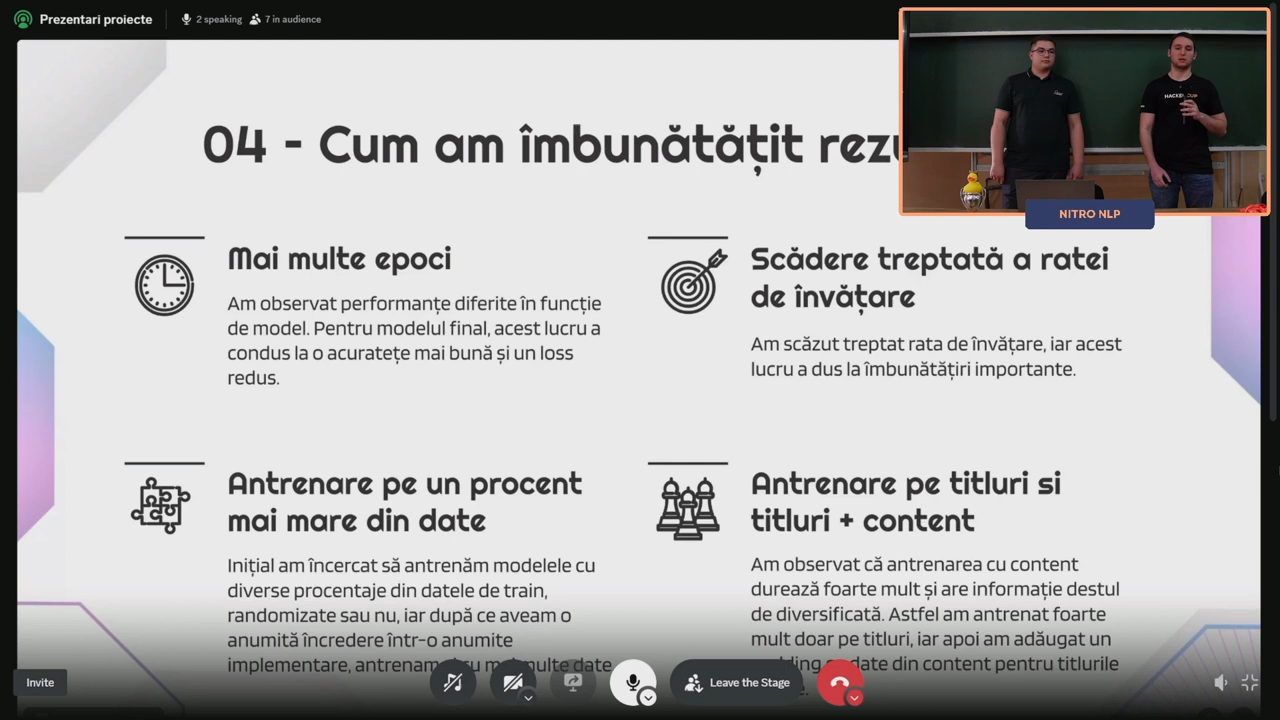 Prezentari proiecte
2 speaking
7 in audience
HACKER CUP
NITRO NLP
04 - Cum am îmbunătățit
Mai multe epoci
Am observat performanțe diferite în funcție
de model. Pentru modelul final, acest lucru a
condus la o acuratețe mai bună și un loss
redus.
Scădere treptată a ratei
de învățare
Am scăzut treptat rata de învățare, iar acest
lucru a dus la îmbunătățiri importante.
Antrenare pe un procent
mai mare din date
Inițial am încercat să antrenăm modelele cu
diverse procentaje din datele de train,
randomizate sau nu, iar după ce aveam o
anumită încredere într-o anumite
implementare,
Antrenare pe titluri si
titluri + content
Am observat că antrenarea cu content
durează foarte mult și are informație destul
de diversificată. Astfel am antrenat foarte
mult doar pe titluri, iar apoi am adăugat un
date din content pentru titlurile
Invite
Leave the Stage